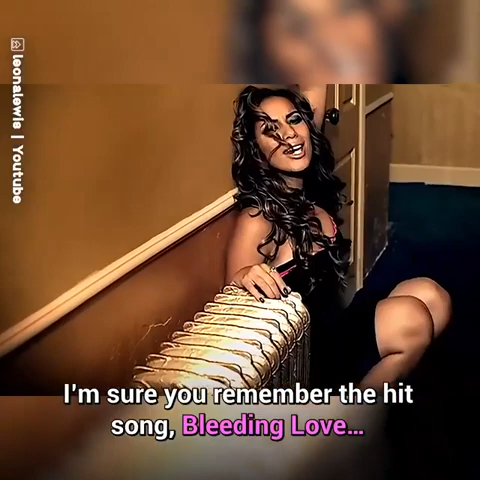 leonalewis | Youtube
I'm sure you remember the hit
song, Bleeding Love...